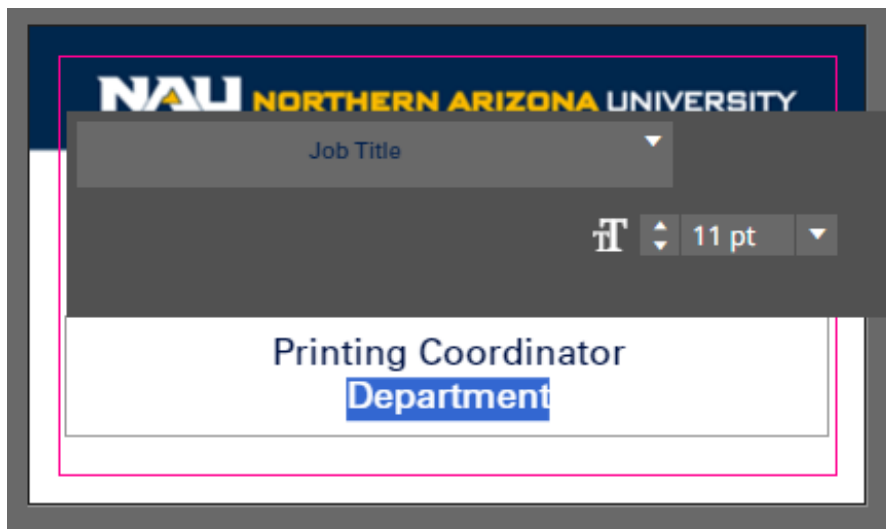 NAU NORTHERN ARIZONA UNIVERSITY
Job Title
11 pt
Printing Coordinator
Department